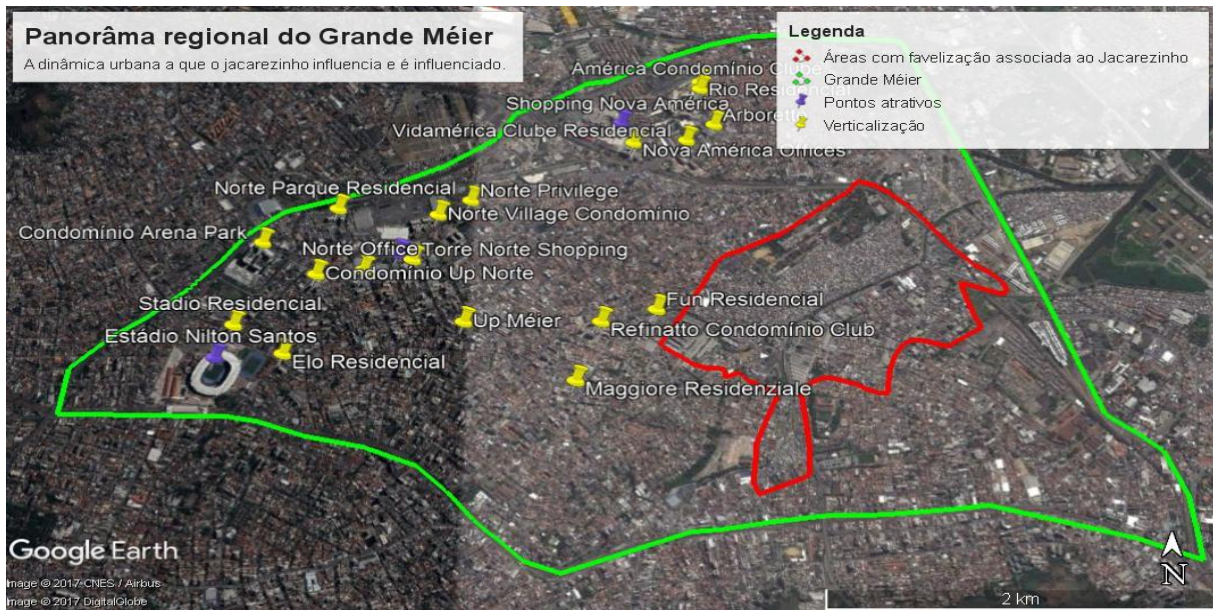 Panorâma regional do Grande Méier
A dinâmica urbana a que o jacarezinho influencia e é influenciado.
Legenda
Áreas com favelização associada ao Jacarezinho
Grande Méier
Pontos atrativos
Verticalização
América Condomínio Clube
Rio Residencial
Shopping Nova América
Arboretto
Vidamérica Clube Residencial
Nova América Offices
Norte Parque Residencial
Norte Privilege
Norte Village Condomínio
Condomínio Arena Park
Norte Office
Torre Norte Shopping
Condomínio Up Norte
Stadio Residencial
Fun Residencial
Up Méier
Refinatto Condomínio Club
Estádio Nilton Santos
Elo Residencial
Maggiore Residenziale
Google Earth
Image © 2017 CNES / Airbus
Image © 2017 DigitalGlobe
N
2 km